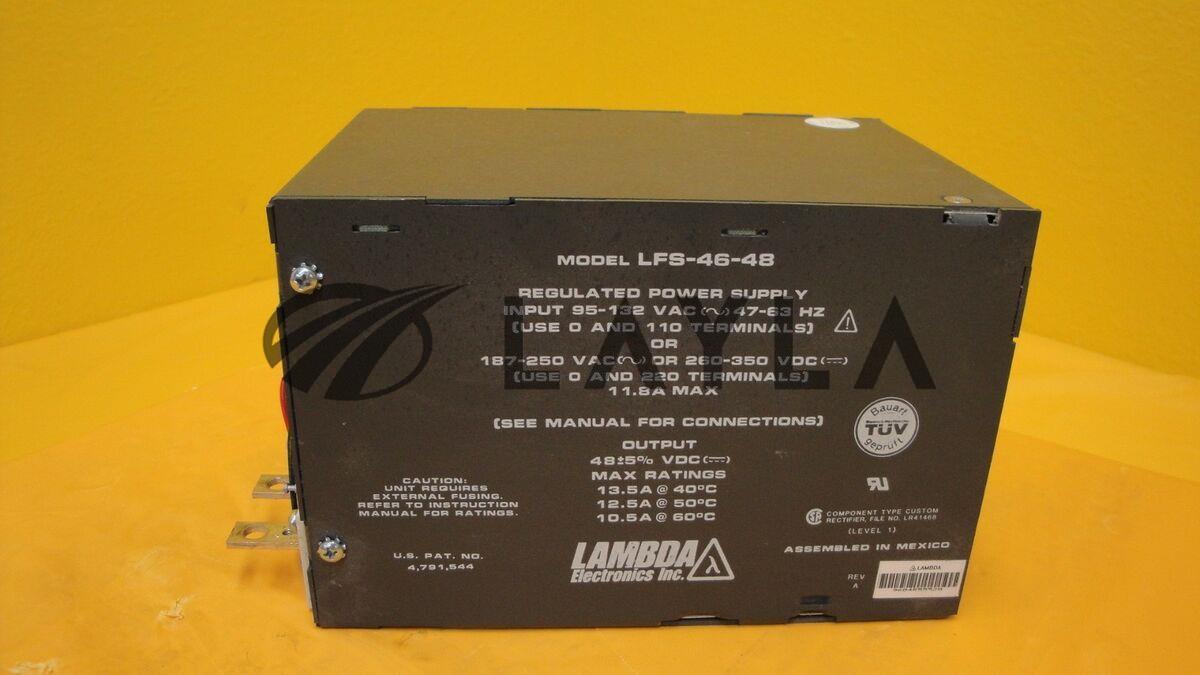 MODEL LFS-46-48
REGULATED POWER SUPPLY
INPUT 95-132 VAC(~)47-63 HZ
(USE 0 AND 110 TERMINALS)
OR
187-250 VAC(~) OR 260-350 VDC(⎓)
(USE 0 AND 220 TERMINALS)
11.8A MAX
(SEE MANUAL FOR CONNECTIONS)
OUTPUT
48±5% VDC(⎓)
MAX RATINGS
13.5A @ 40°C
12.5A @ 50°C
10.5A @ 60°C
CAUTION:
UNIT REQUIRES
EXTERNAL FUSING.
REFER TO INSTRUCTION
MANUAL FOR RATINGS.
U.S. PAT. NO.
4,791,544
LAMBDA
Electronics Inc.
λ
Bauart
TÜV
geprüft
COMPONENT TYPE CUSTOM
RECTIFIER, FILE NO. LR41468
(LEVEL 1)
ASSEMBLED IN MEXICO
REV
A
LAMBDA
LAYLA